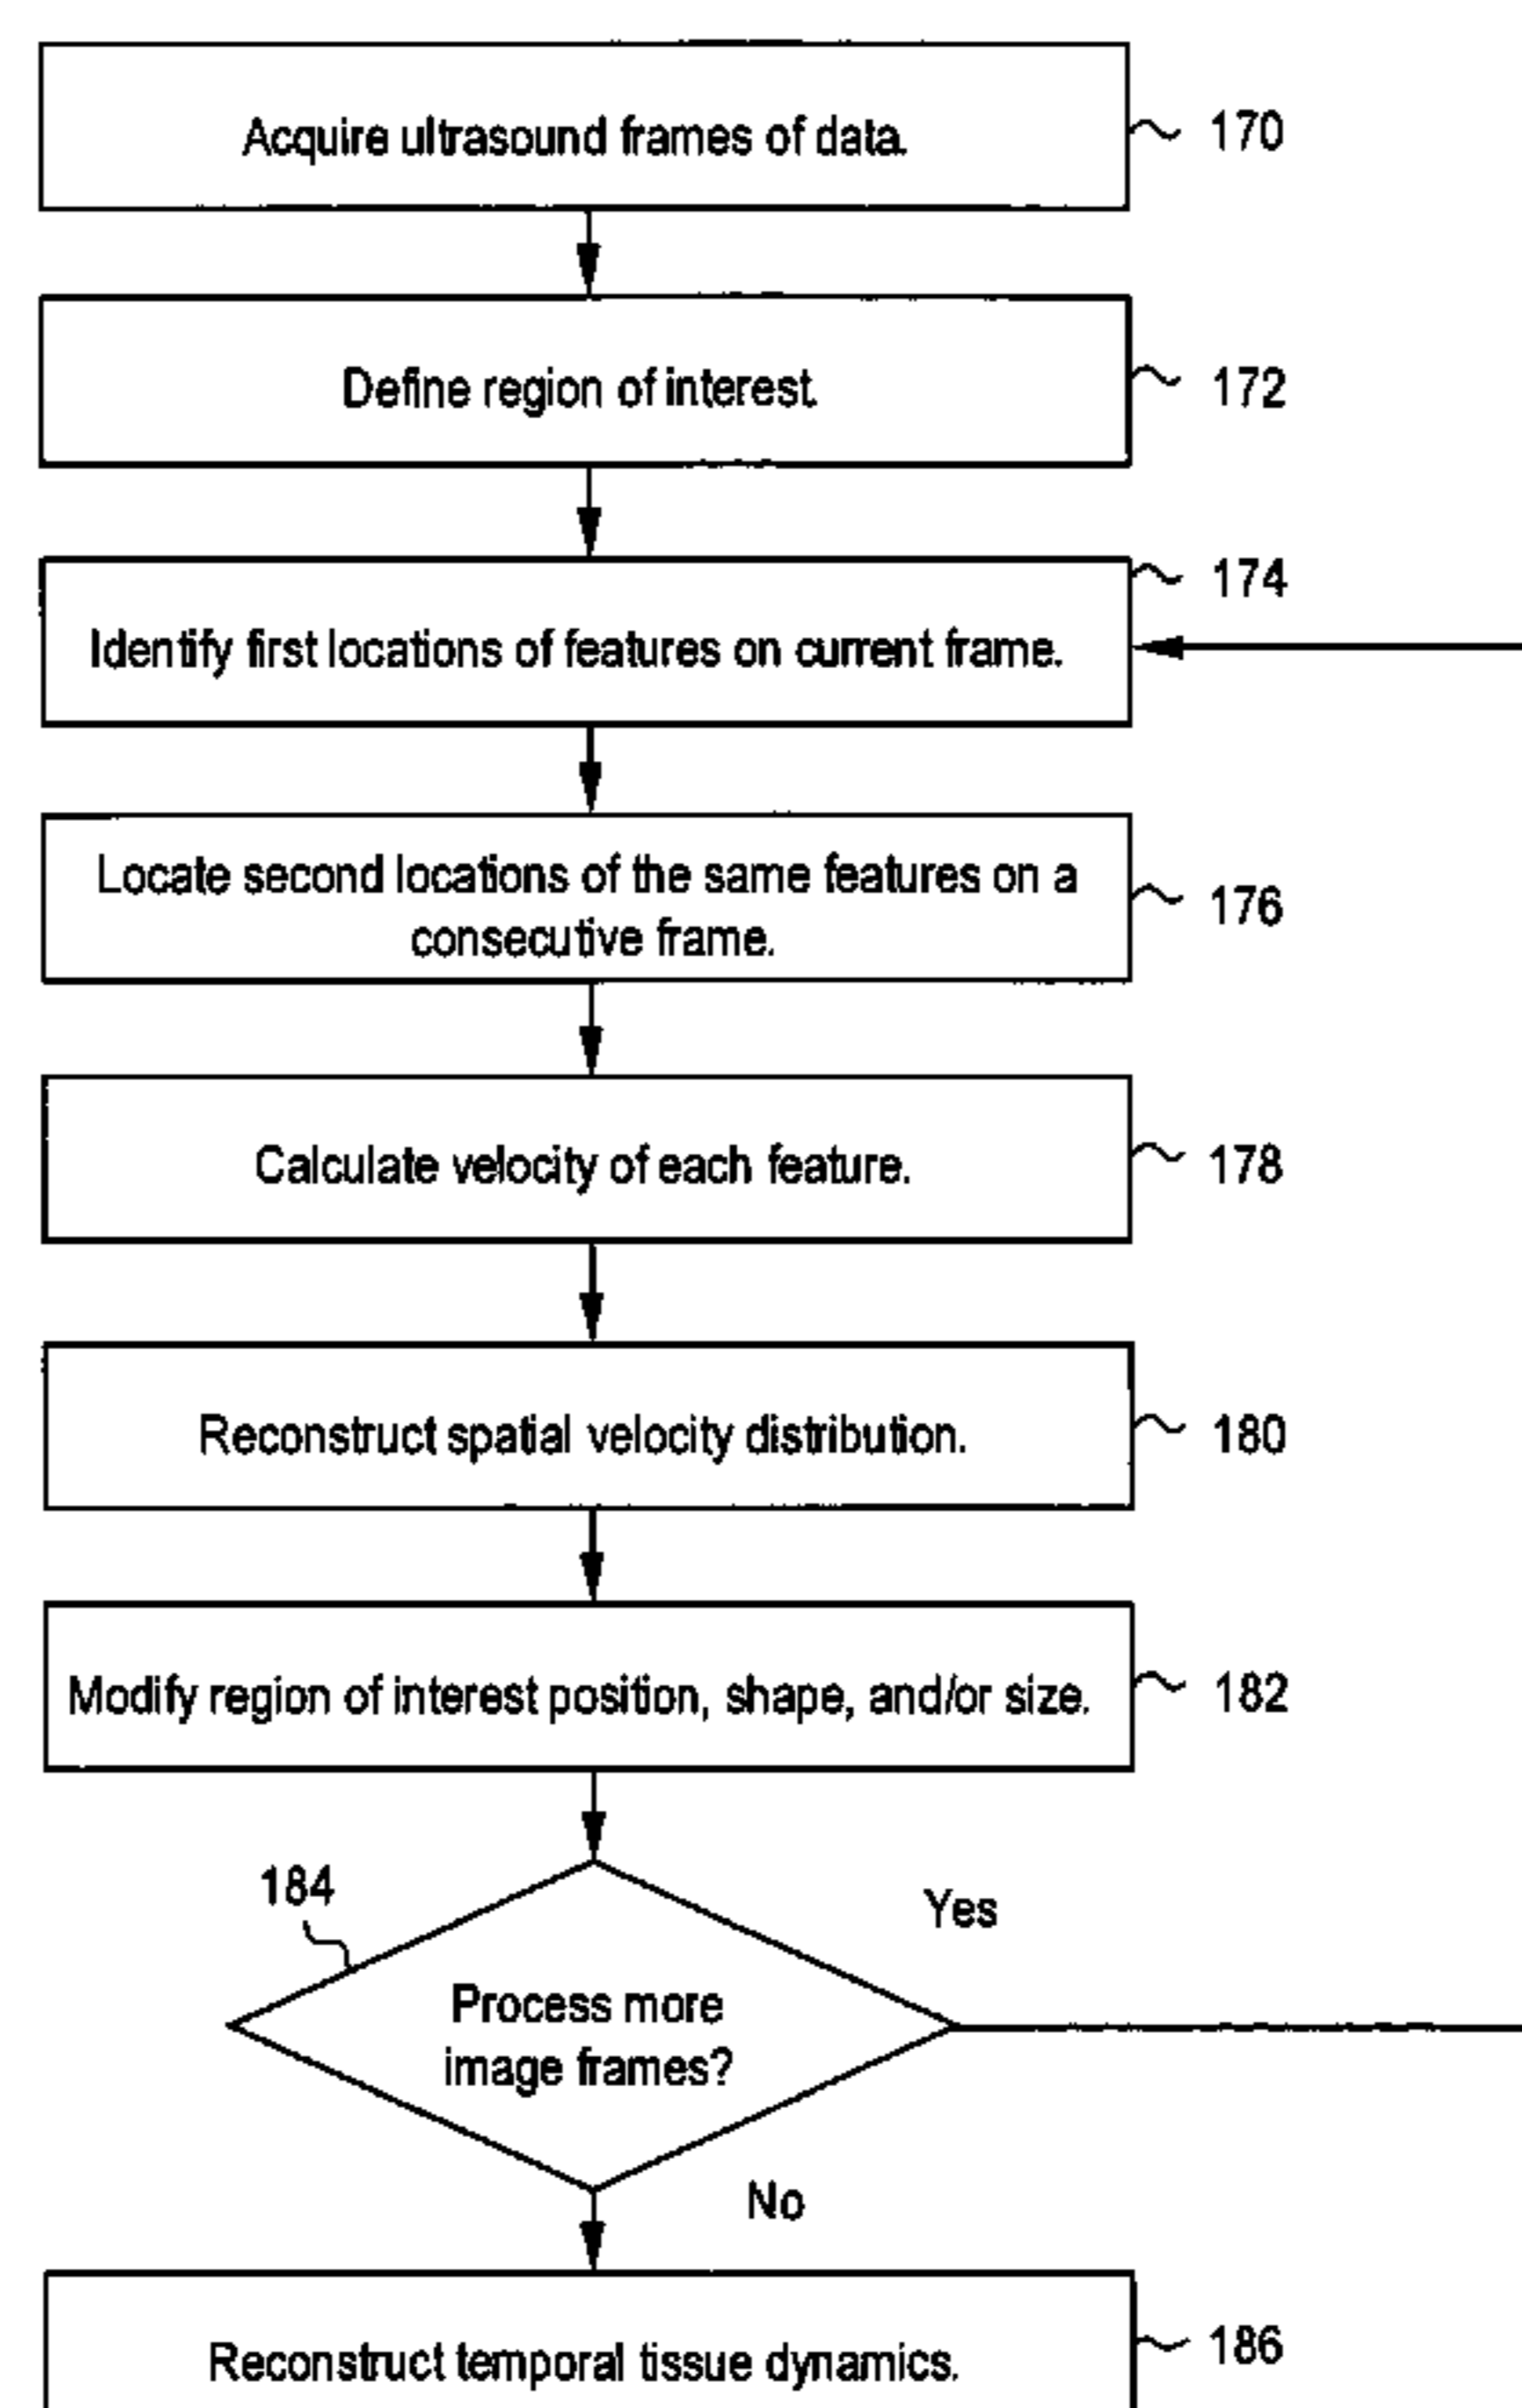 Acquire ultrasound frames of data.
170
Define region of interest.
172
174
Identify first locations of features on current frame.
Locate second locations of the same features on a
consecutive frame.
176
Calculate velocity of each feature.
178
Reconstruct spatial velocity distribution.
180
Modify region of interest position, shape, and/or size.
182
184
Yes
Process more
image frames?
No
Reconstruct temporal tissue dynamics.
186